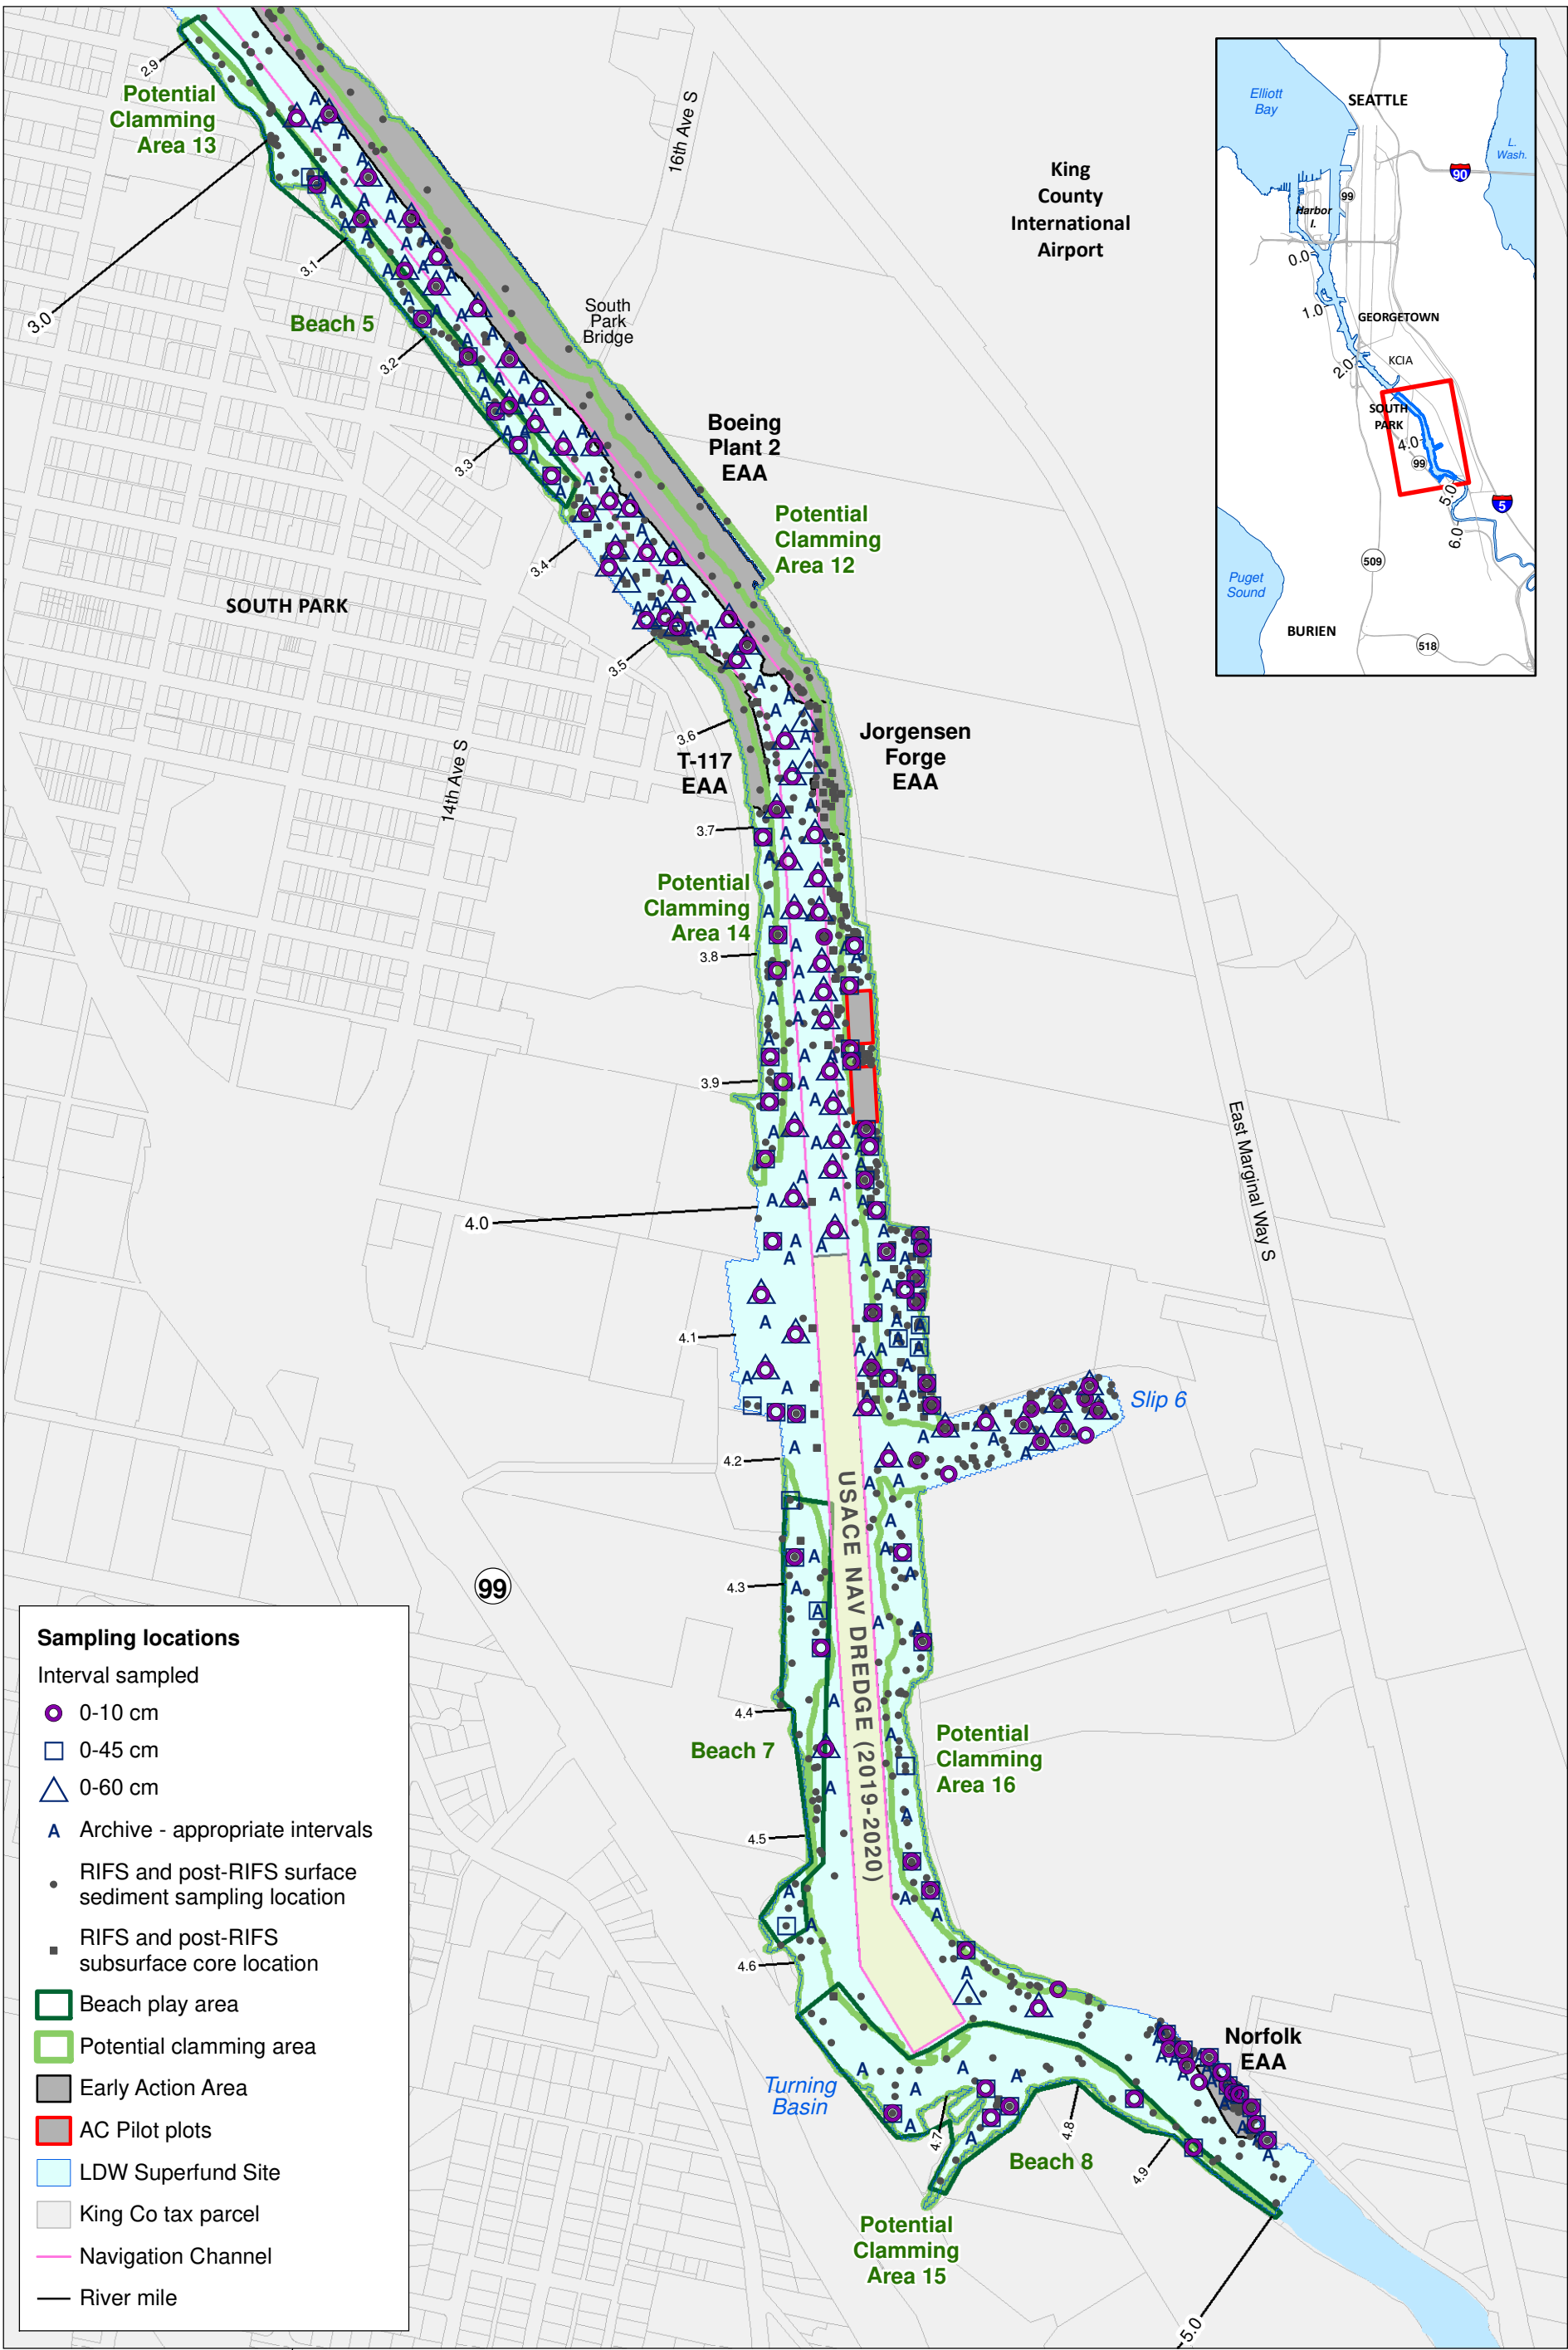 2.9
Potential
Clamming
Area 13
3.0
3.1
Beach 5
3.2
3.3
3.4
SOUTH PARK
3.5
3.6
16th Ave S
King
County
International
Airport
South
Park
Bridge
Boeing
Plant 2
EAA
Potential
Clamming
Area 12
Jorgensen
Forge
EAA
T-117
EAA
14th Ave S
3.7
Potential
Clamming
Area 14
3.8
3.9
4.0
4.1
4.2
East Marginal Way S
Slip 6
USACE NAV DREDGE (2019-2020)
99
4.3
4.4
Beach 7
Potential
Clamming
Area 16
4.5
4.6
Turning
Basin
4.7
4.8
Beach 8
4.9
Norfolk
EAA
Potential
Clamming
Area 15
5.0
Elliott
Bay
SEATTLE
L.
Wash.
90
99
Harbor
I.
0.0
1.0
GEORGETOWN
2.0
KCIA
SOUTH
PARK
4.0
99
5.0
5
6.0
509
Puget
Sound
BURIEN
518
Sampling locations
Interval sampled
0-10 cm
0-45 cm
0-60 cm
A Archive - appropriate intervals
RIFS and post-RIFS surface
sediment sampling location
RIFS and post-RIFS
subsurface core location
Beach play area
Potential clamming area
Early Action Area
AC Pilot plots
LDW Superfund Site
King Co tax parcel
Navigation Channel
River mile